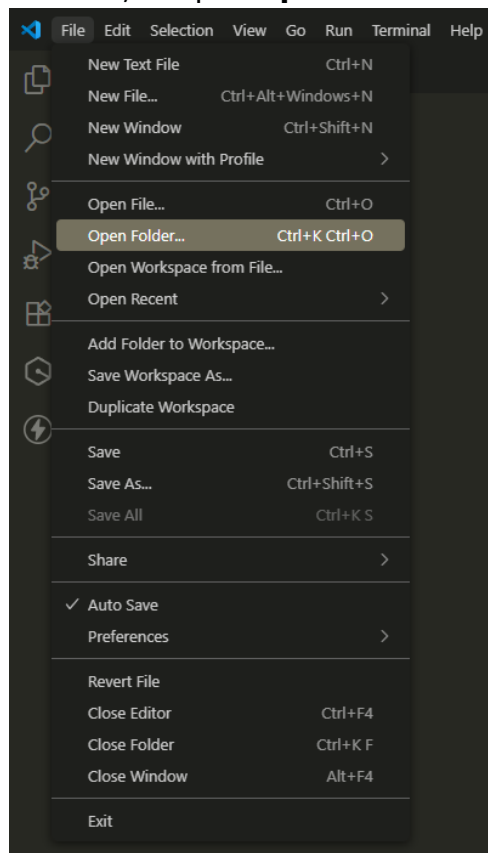 File Edit Selection View Go Run Terminal Help
New Text File Ctrl+N
New File... Ctrl+Alt+Windows+N
New Window Ctrl+Shift+N
New Window with Profile
Open File... Ctrl+O
Open Folder... Ctrl+K Ctrl+O
Open Workspace from File...
Open Recent
Add Folder to Workspace...
Save Workspace As...
Duplicate Workspace
Save Ctrl+S
Save As... Ctrl+Shift+S
Save All Ctrl+K S
Share
Auto Save
Preferences
Revert File
Close Editor Ctrl+F4
Close Folder Ctrl+K F
Close Window Alt+F4
Exit